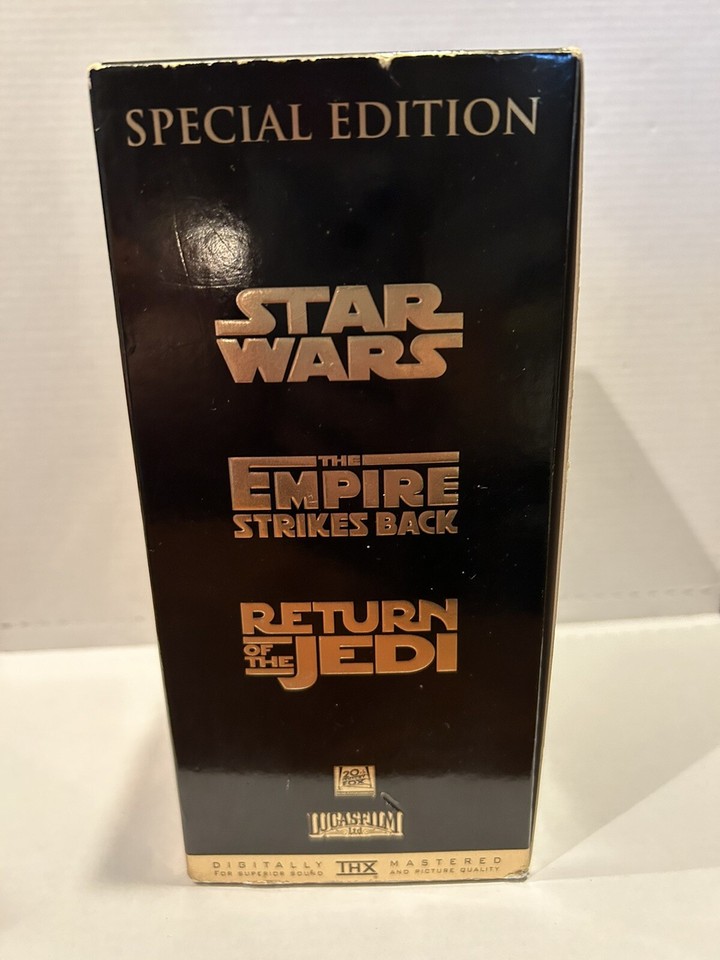 SPECIAL EDITION
STAR
WARS
THE
EMPIRE
STRIKES BACK
RETURN
OF THE JEDI
20th
CENTURY
FOX
LUCASFILM
Ltd
DIGITALLY THX MASTERED
FOR SUPERIOR SOUND AND PICTURE QUALITY